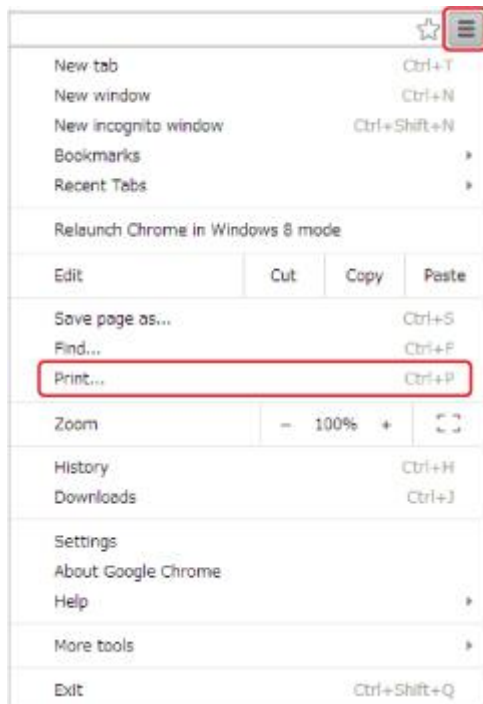 New tab Ctrl+T
New window Ctrl+N
New incognito window Ctrl+Shift+N
Bookmarks
Recent Tabs
Relaunch Chrome in Windows 8 mode
Edit Cut Copy Paste
Save page as... Ctrl+S
Find... Ctrl+F
Print... Ctrl+P
Zoom - 100% +
History Ctrl+H
Downloads Ctrl+J
Settings
About Google Chrome
Help
More tools
Exit Ctrl+Shift+Q